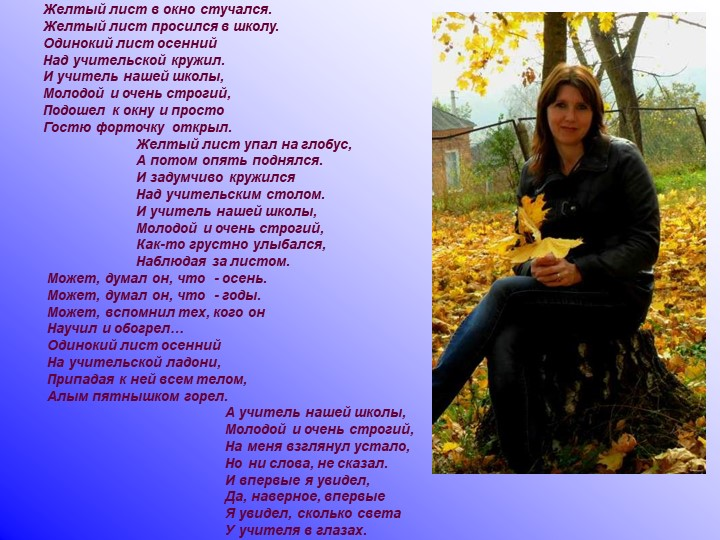 Желтый лист в окно стучался.
Желтый лист просился в школу.
Одинокий лист осенний
Над учительской кружил.
И учитель нашей школы,
Молодой и очень строгий,
Подошел к окну и просто
Гостю форточку открыл.
Желтый лист упал на глобус,
А потом опять поднялся.
И задумчиво кружился
Над учительским столом.
И учитель нашей школы,
Молодой и очень строгий,
Как-то грустно улыбался,
Наблюдая за листом.
Может, думал он, что - осень.
Может, думал он, что - годы.
Может, вспомнил тех, кого он
Научил и обогрел…
Одинокий лист осенний
На учительской ладони,
Припадая к ней всем телом,
Алым пятнышком горел.
А учитель нашей школы,
Молодой и очень строгий,
На меня взглянул устало,
Но ни слова, не сказал.
И впервые я увидел,
Да, наверное, впервые
Я увидел, сколько света
У учителя в глазах.